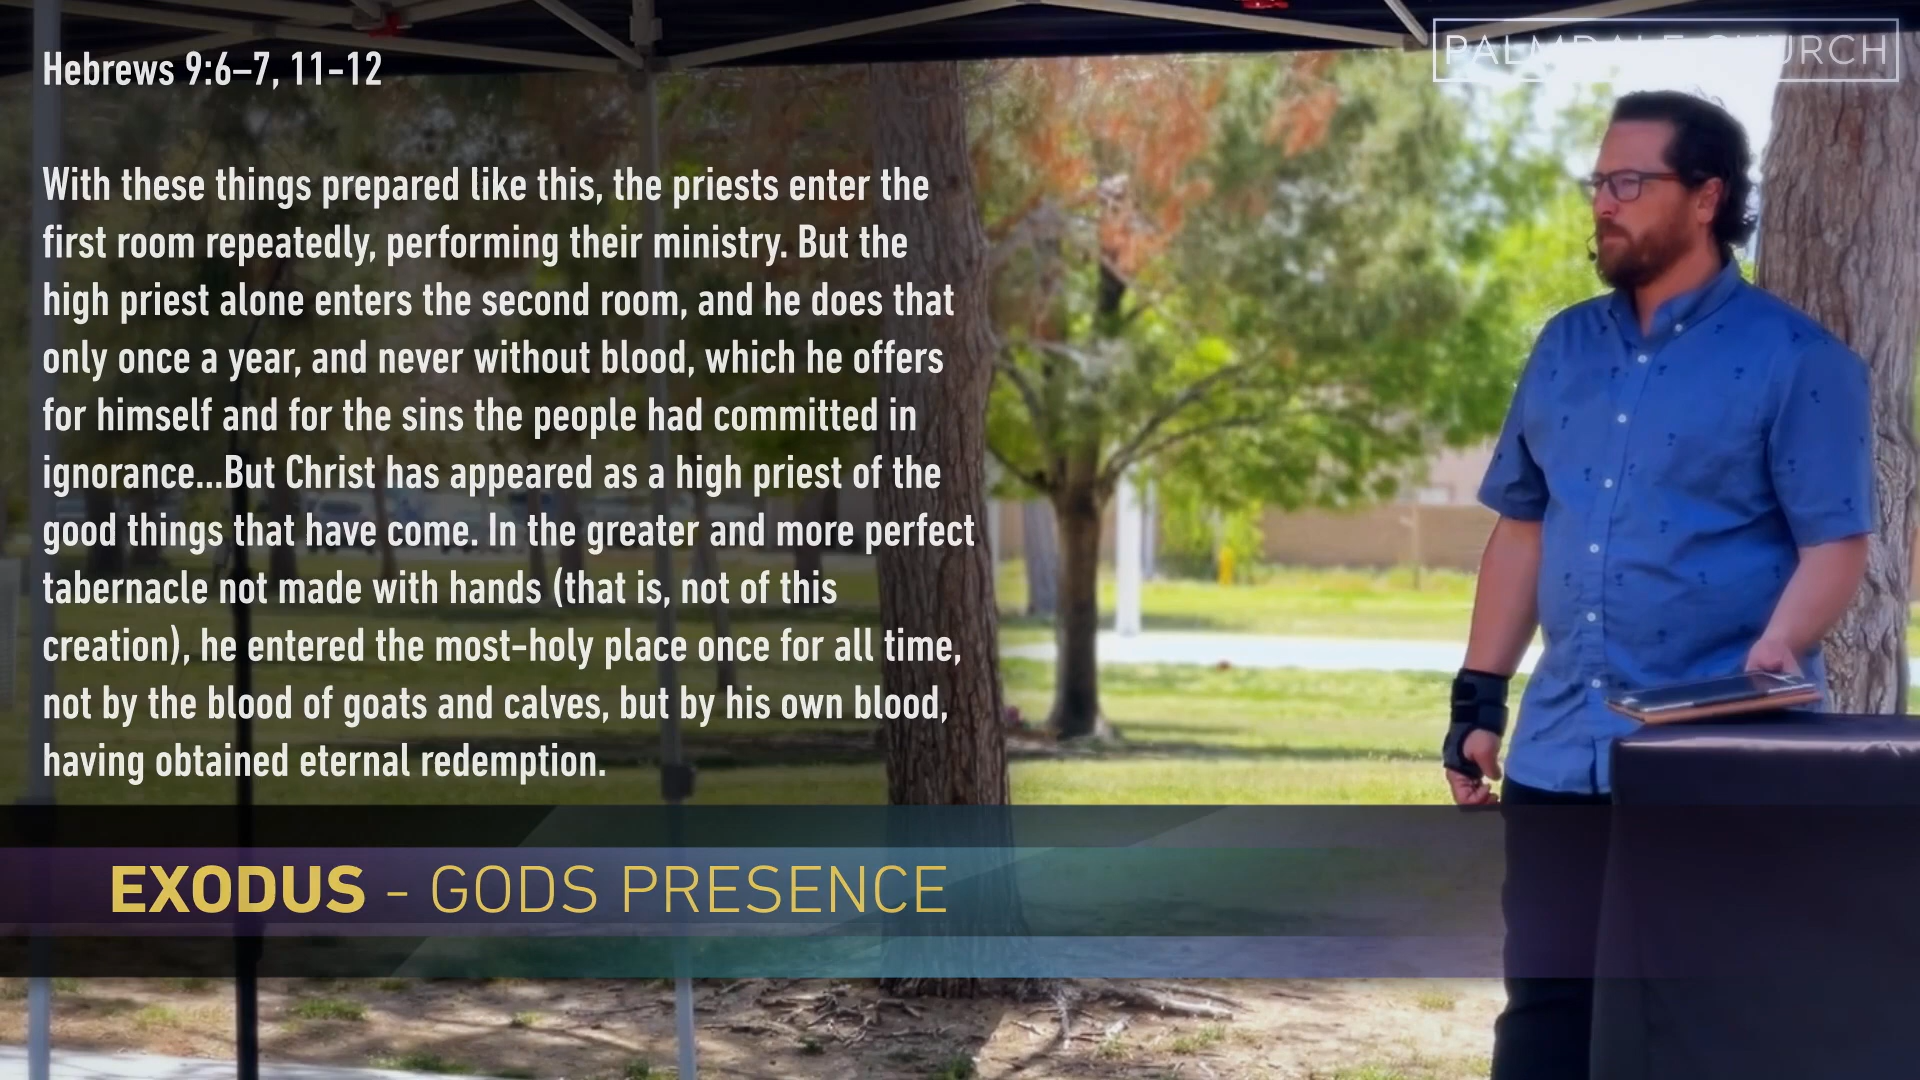 PALMDALE CHURCH
Hebrews 9:6–7, 11-12
With these things prepared like this, the priests enter the
first room repeatedly, performing their ministry. But the
high priest alone enters the second room, and he does that
only once a year, and never without blood, which he offers
for himself and for the sins the people had committed in
ignorance...But Christ has appeared as a high priest of the
good things that have come. In the greater and more perfect
tabernacle not made with hands (that is, not of this
creation), he entered the most-holy place once for all time,
not by the blood of goats and calves, but by his own blood,
having obtained eternal redemption.
EXODUS - GODS PRESENCE